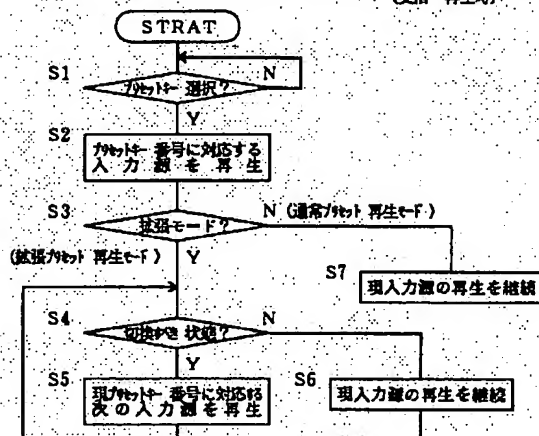 STRAT
S1
プリセットキー 選択？
N
Y
S2
プリセットキー 番号に対応する
入力源を再生
S3
拡張モード？
N (通常プリセット 再生モード)
(拡張プリセット 再生モード)
Y
S7
現入力源の再生を継続
S4
切換べき 状態？
N
Y
S5
現プリセットキー 番号に対応する
次の入力源を再生
S6
現入力源の再生を継続